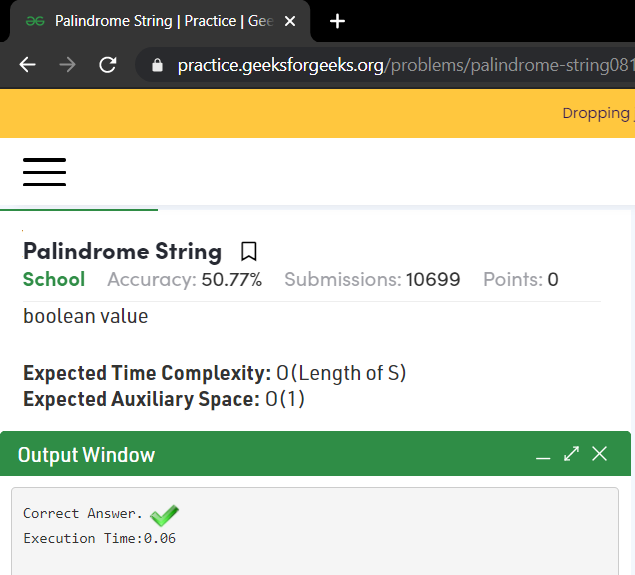 Palindrome String | Practice | Gee
practice.geeksforgeeks.org/problems/palindrome-string081
Dropping
Palindrome String
School Accuracy: 50.77% Submissions: 10699 Points: 0
boolean value
Expected Time Complexity: O(Length of S)
Expected Auxiliary Space: O(1)
Output Window
Correct Answer.
Execution Time:0.06